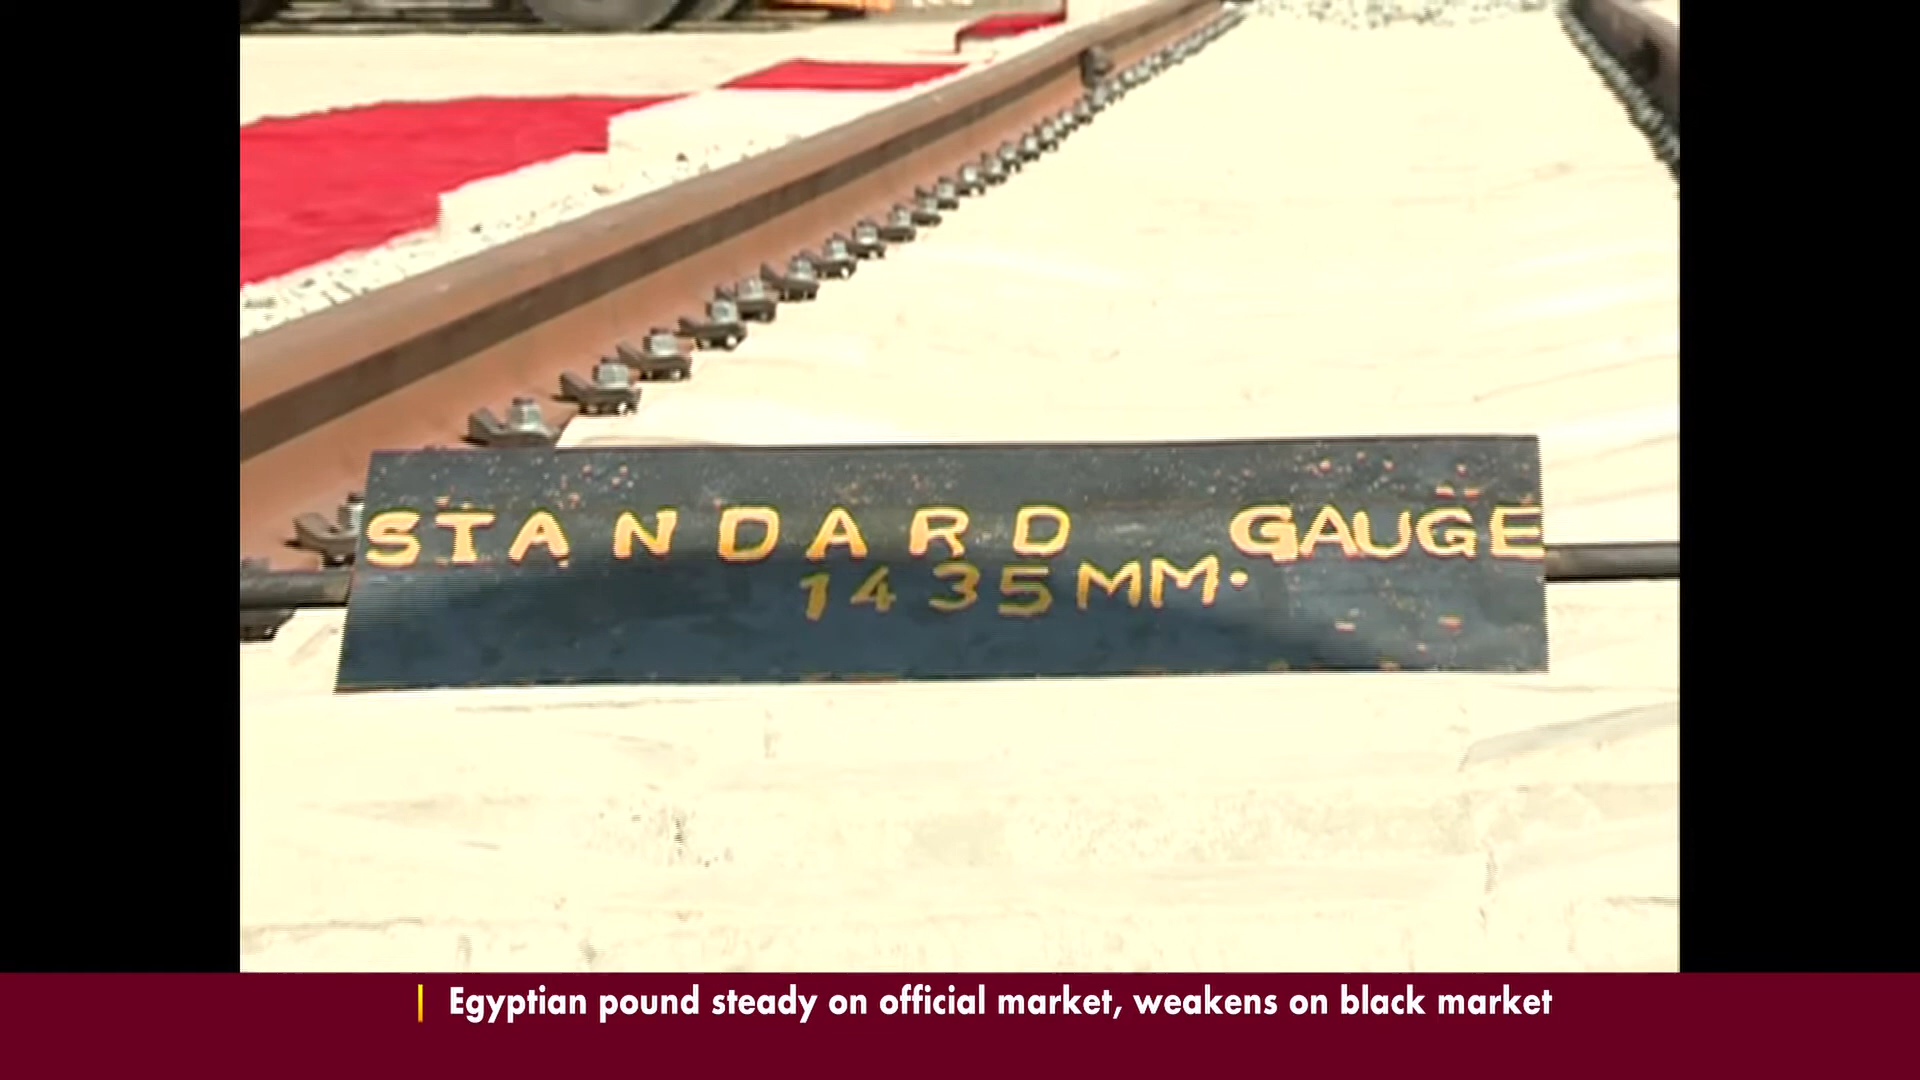 STANDARD GAUGE
1435MM.
Egyptian pound steady on official market, weakens on black market